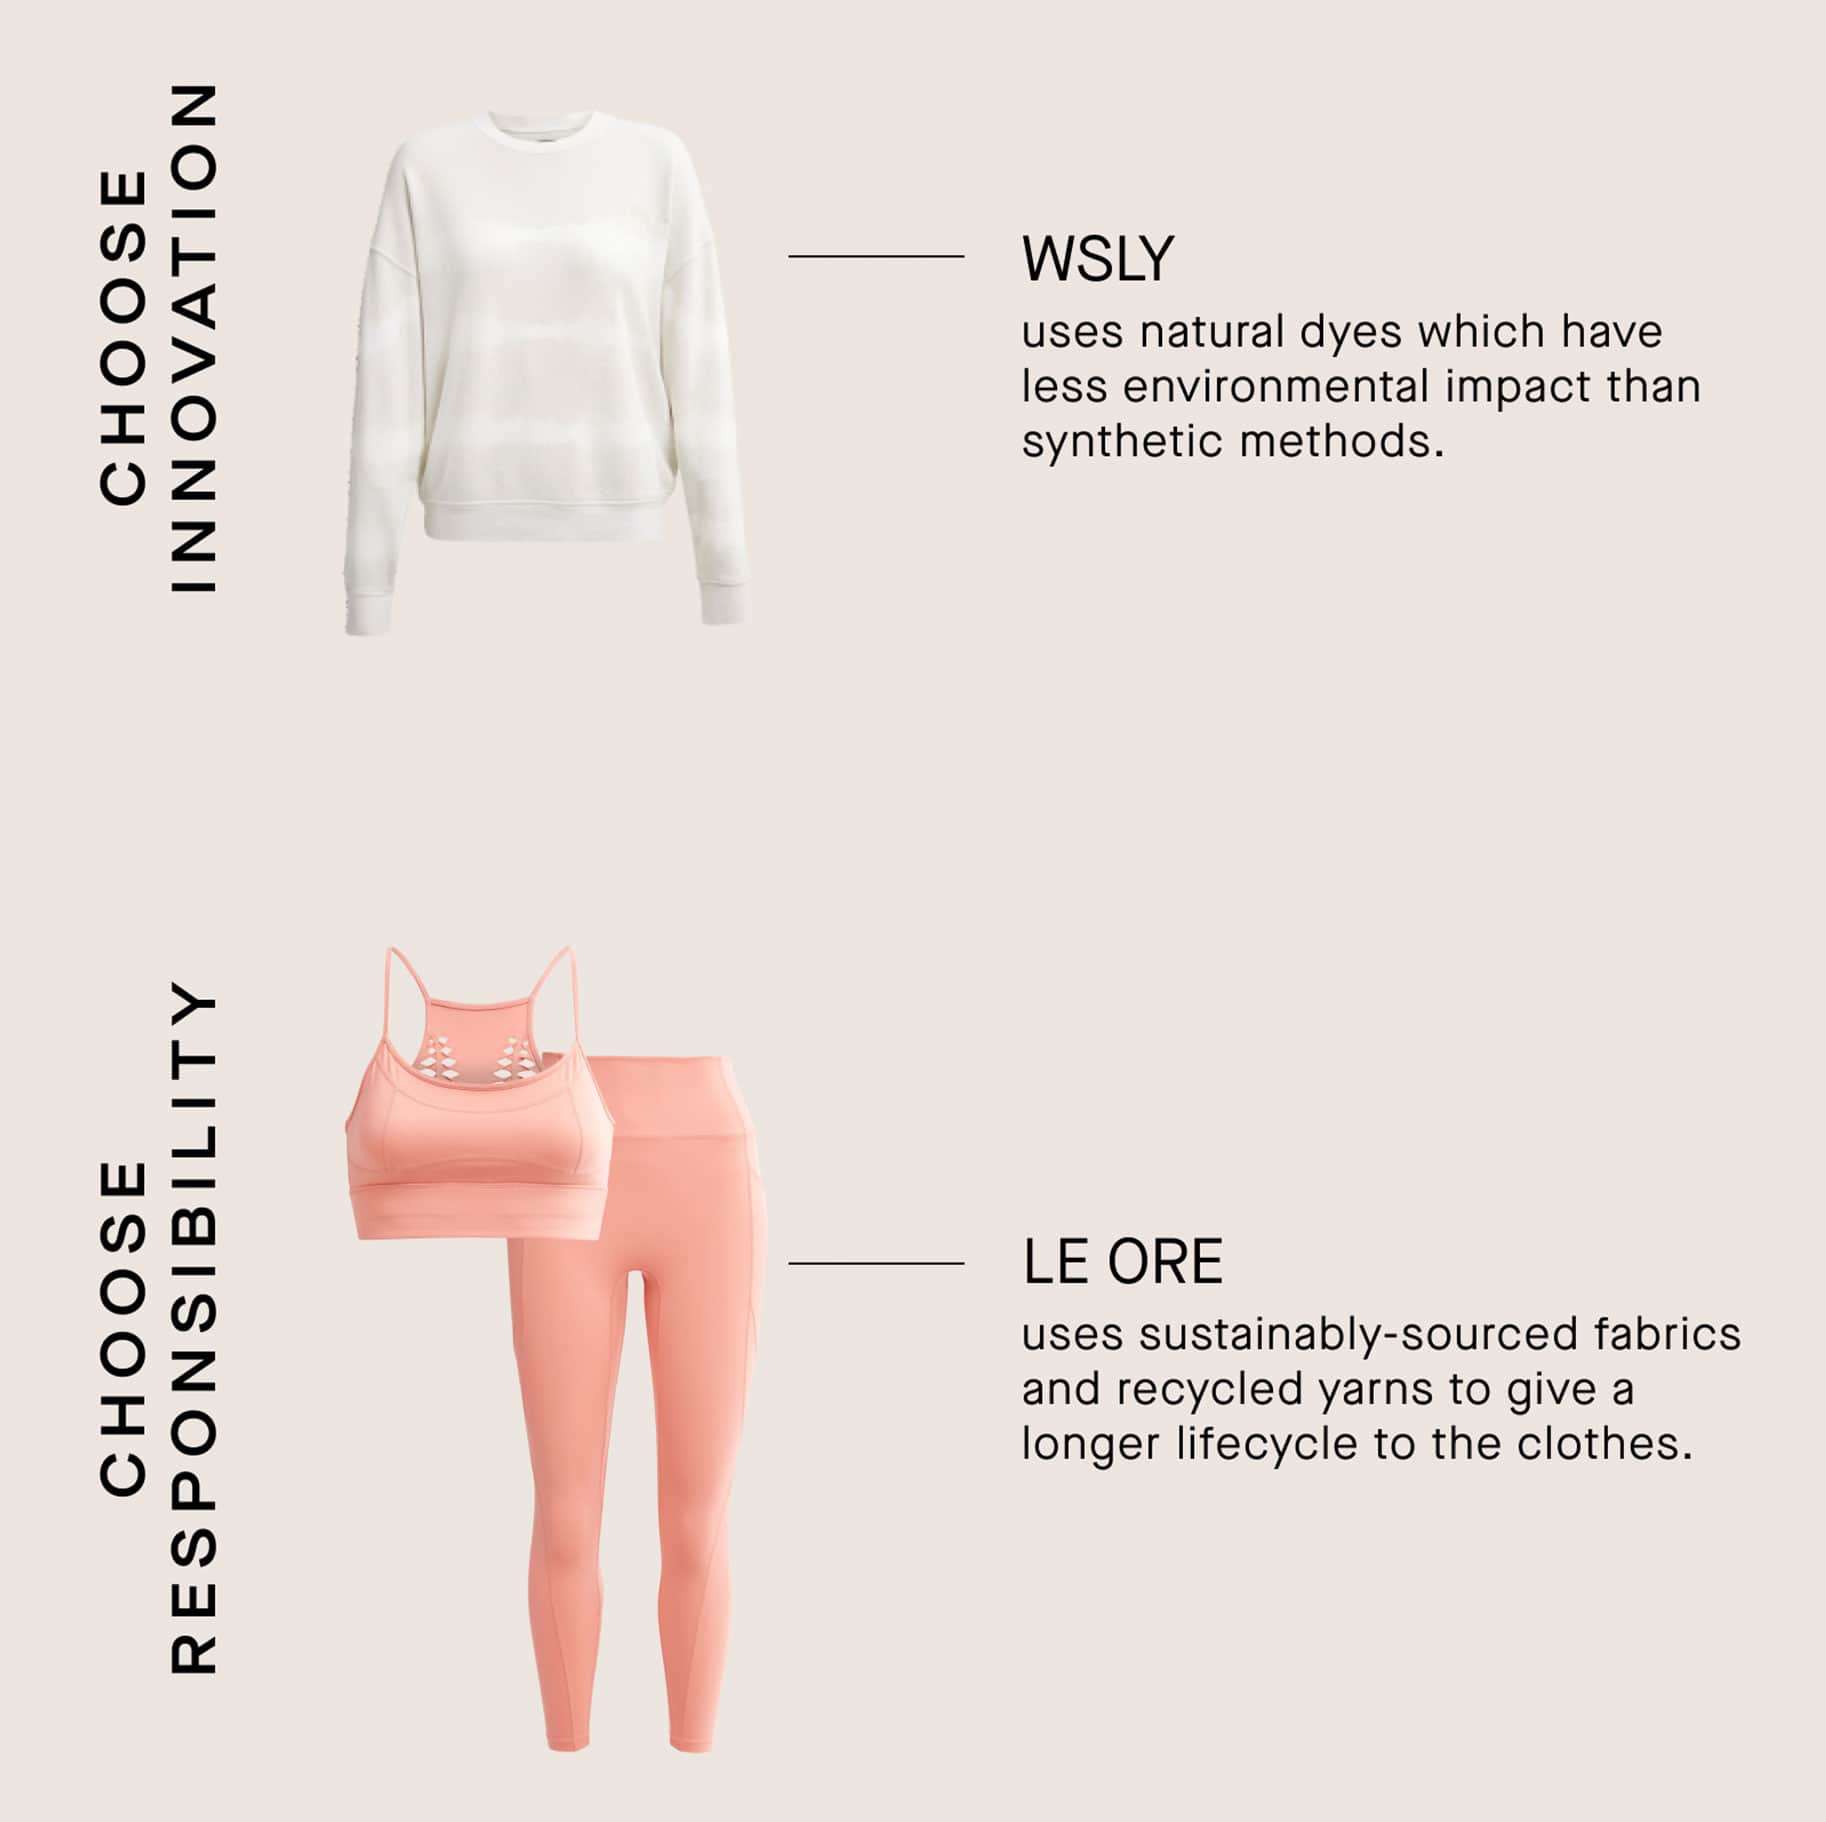 CHOOSE
INNOVATION
WSLY
uses natural dyes which have
less environmental impact than
synthetic methods.
CHOOSE
RESPONSIBILITY
LE ORE
uses sustainably-sourced fabrics
and recycled yarns to give a
longer lifecycle to the clothes.